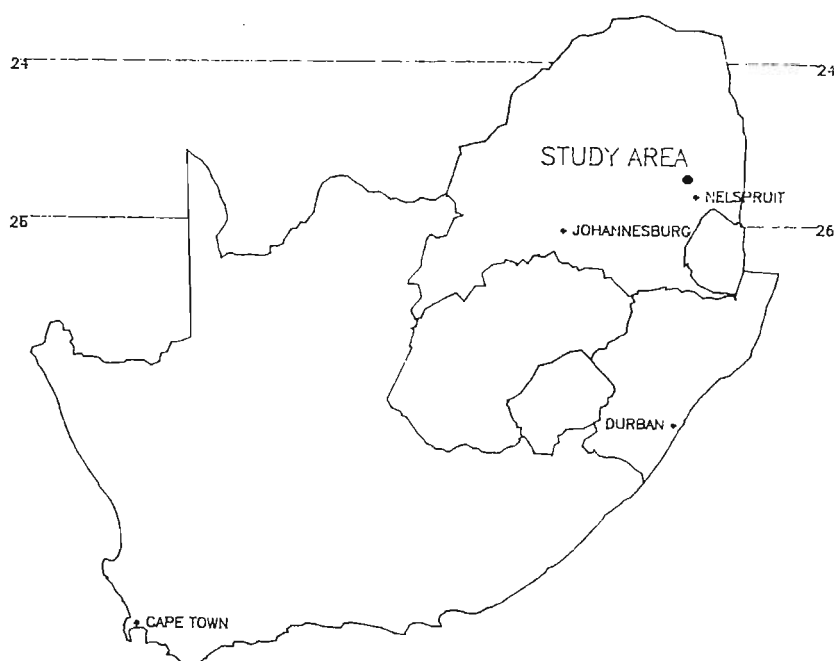 24 24
STUDY AREA
NELSPRUIT
26 26
JOHANNESBURG
DURBAN
CAPE TOWN